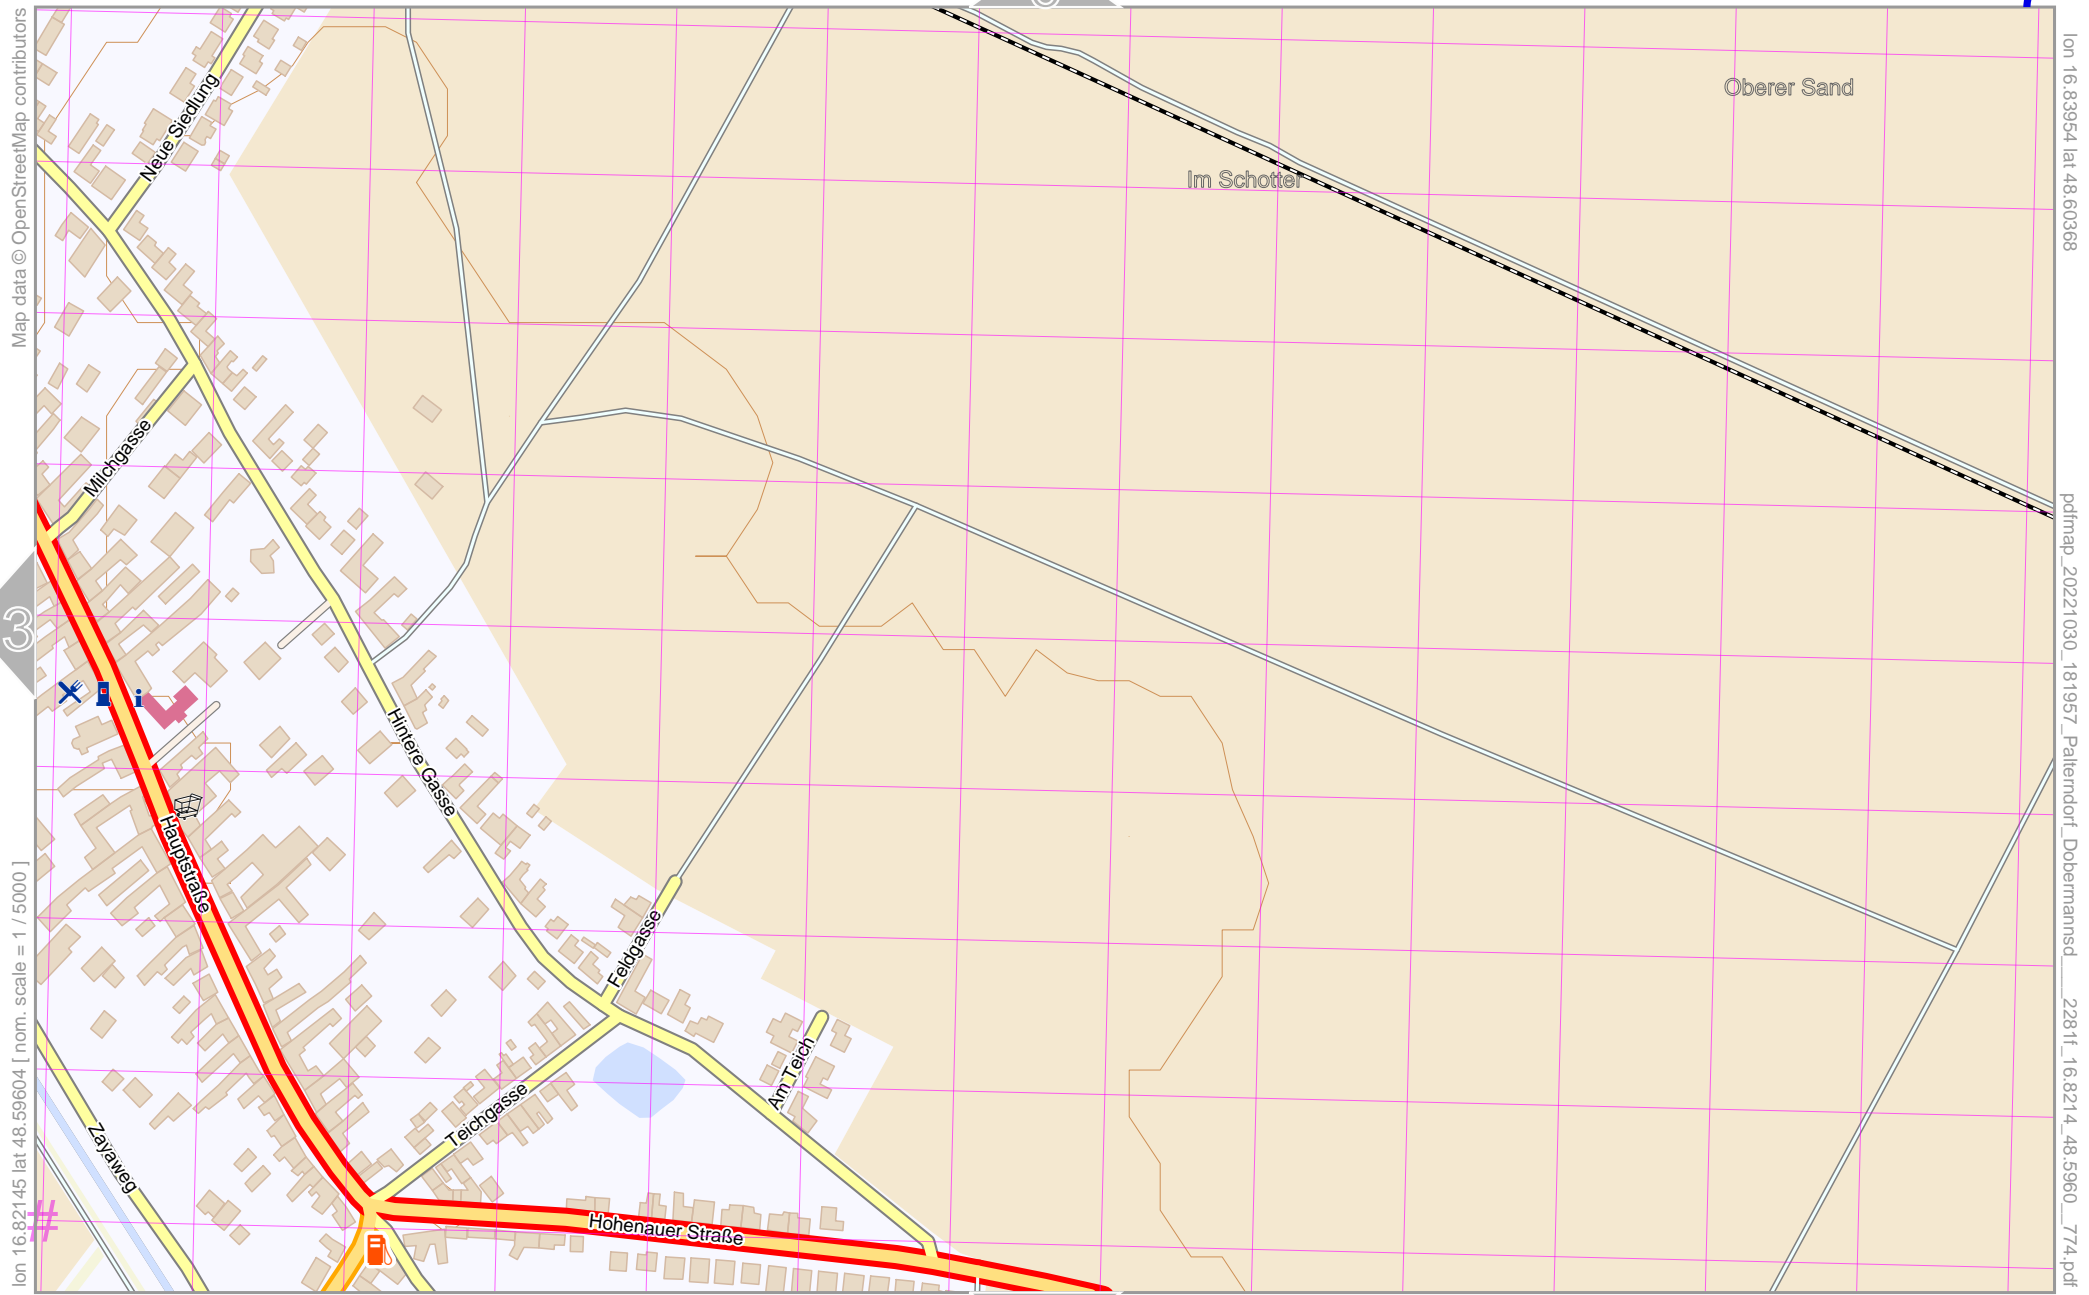 Map data © OpenStreetMap contributors
lon 16.83954 lat 48.60368
Oberer Sand
Im Schotter
Neue Siedlung
Milchgasse
3
i
Hintere Gasse
Hauptstraße
Feldgasse
Am Teich
Teichgasse
Zayaweg
#
Hohenauer Straße
lon 16.82145 lat 48.59604 [ nom. scale = 1 / 5000 ]
pdfmap_20221030_181957_Palterndorf_Dobermannsd____2281f_16.8214_48.5960__774.pdf